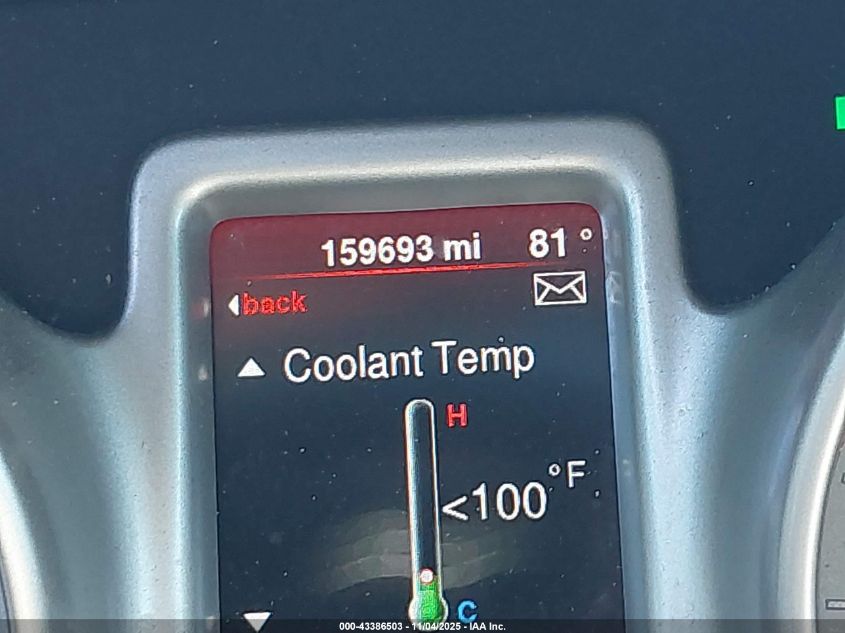 159693 mi 81 °
back
Coolant Temp
H
<100°F
C
000-43386503 - 11/04/2025 - IAA Inc.